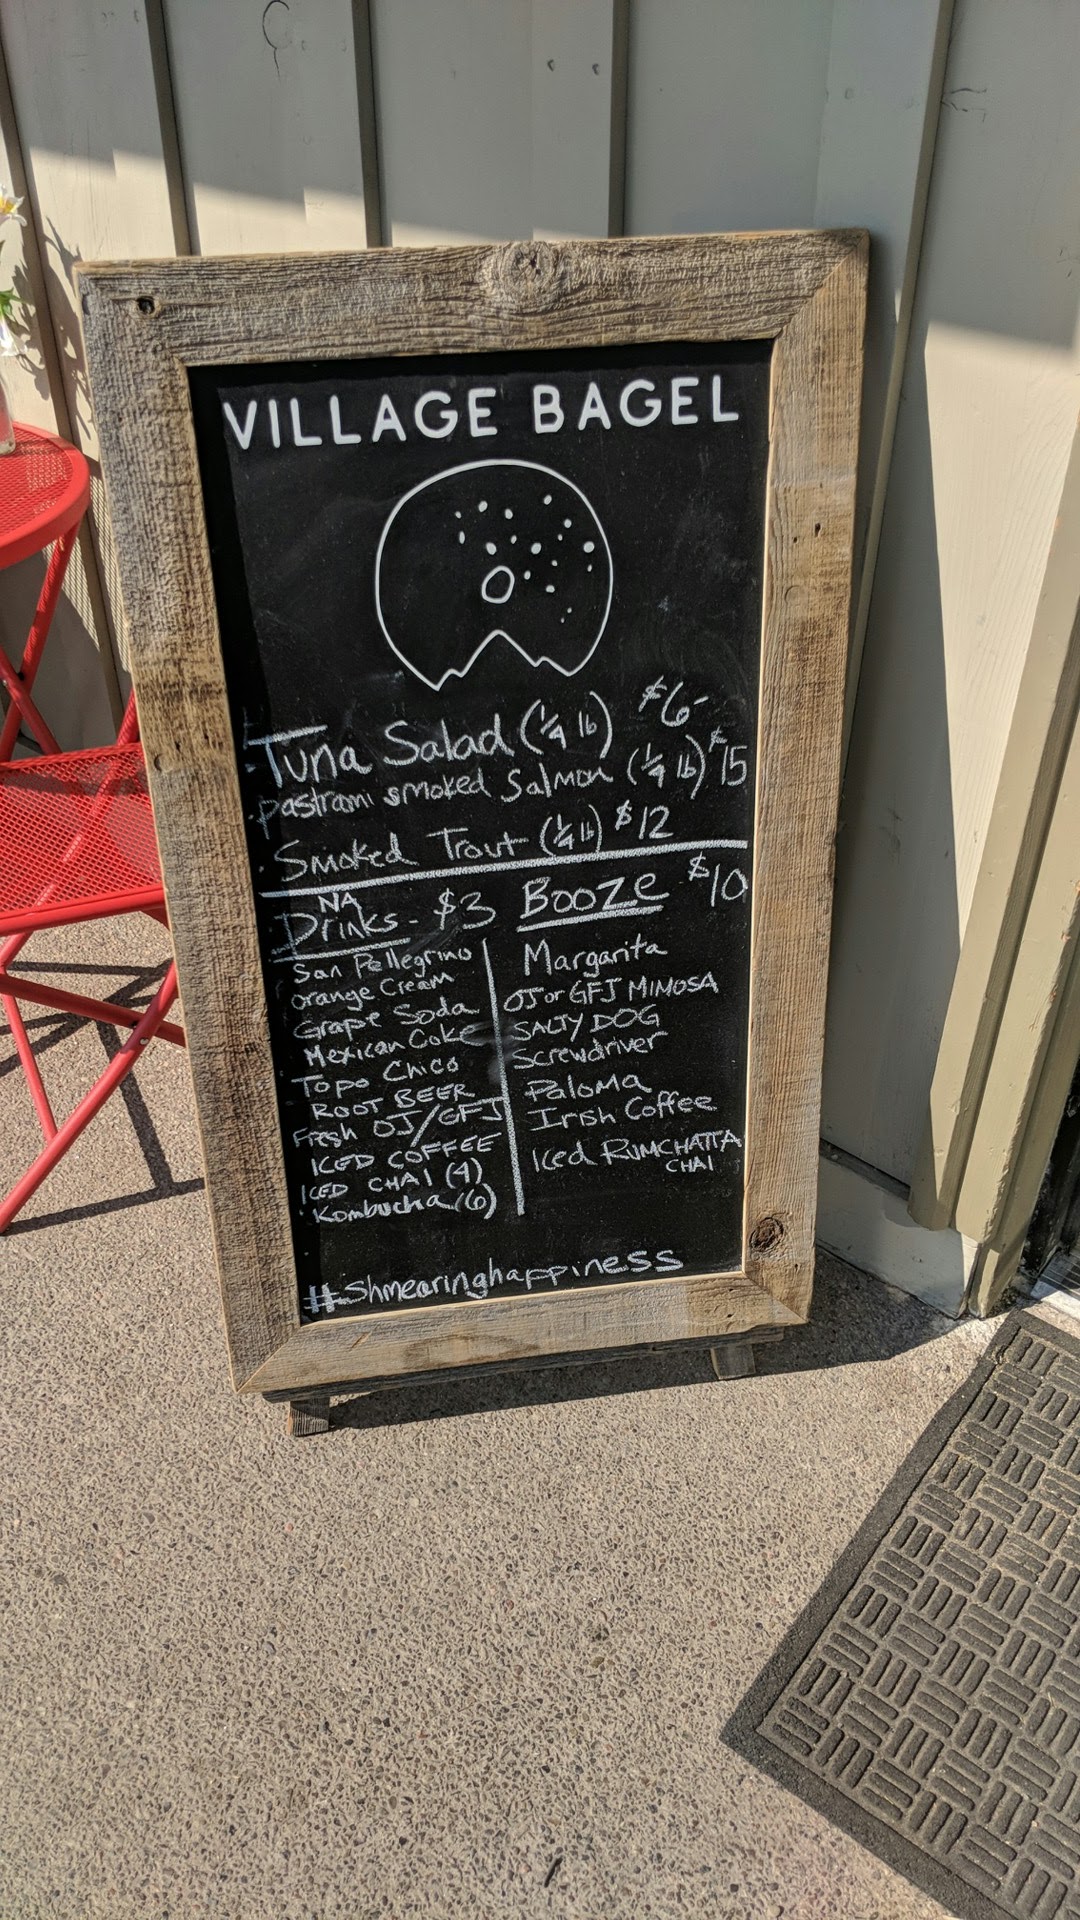 VILLAGE BAGEL
Tuna Salad (1/4 lb) $6-
pastrami smoked Salmon (1/4 lb) $15
Smoked Trout (1/4 lb) $12
NA
Drinks - $3
San Pellegrino
orange Cream
Grape Soda
Mexican Coke
Topo Chico
ROOT BEER
Fresh OJ/GFJ
ICED COFFEE
ICED CHAI (4)
Kombucha (6)
Booze $10
Margarita
OJ or GFJ MIMOSA
SALTY DOG
Screwdriver
Paloma
Irish Coffee
Iced RUMCHATTA
CHAI
#Shmearinghappiness